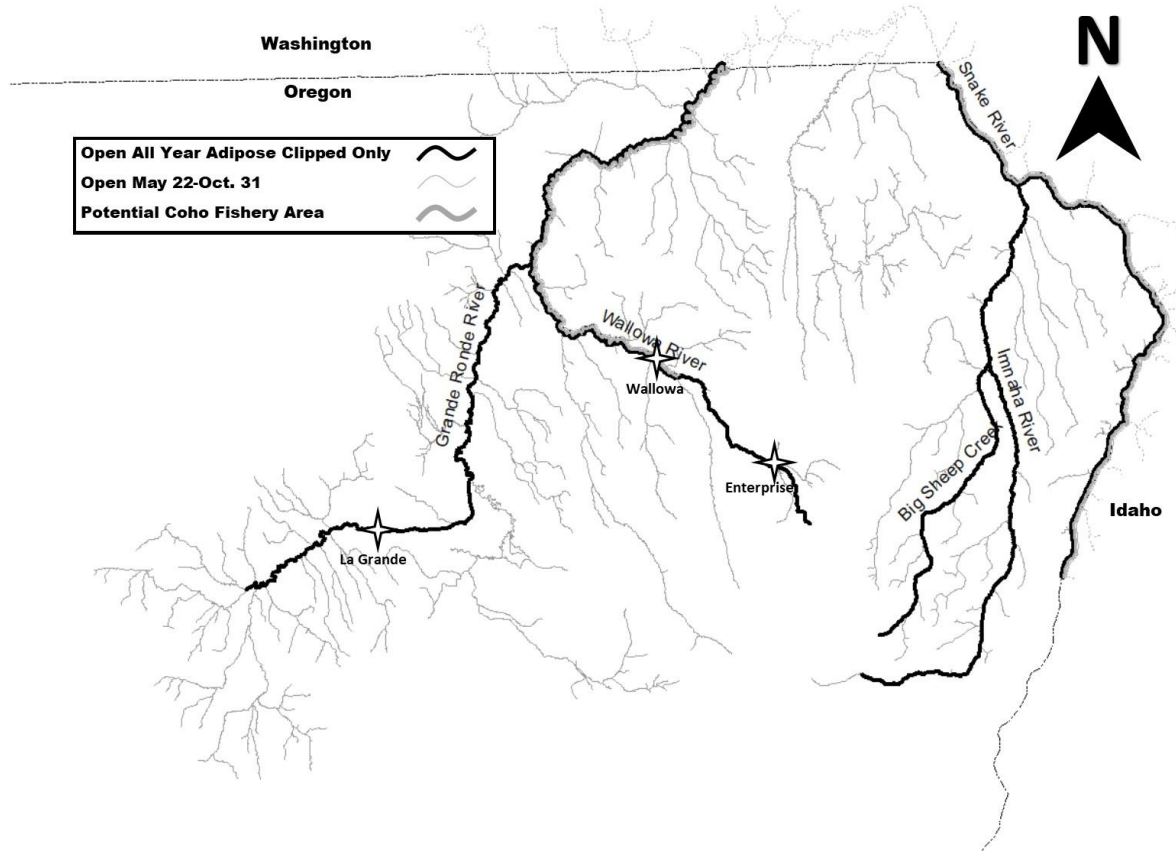 Washington
N
Oregon
Snake River
Open All Year Adipose Clipped Only
Open May 22-Oct. 31
Potential Coho Fishery Area
Grande Ronde River
Wallowa River
Wallowa
Imnaha River
Big Sheep Creek
Enterprise
Idaho
La Grande